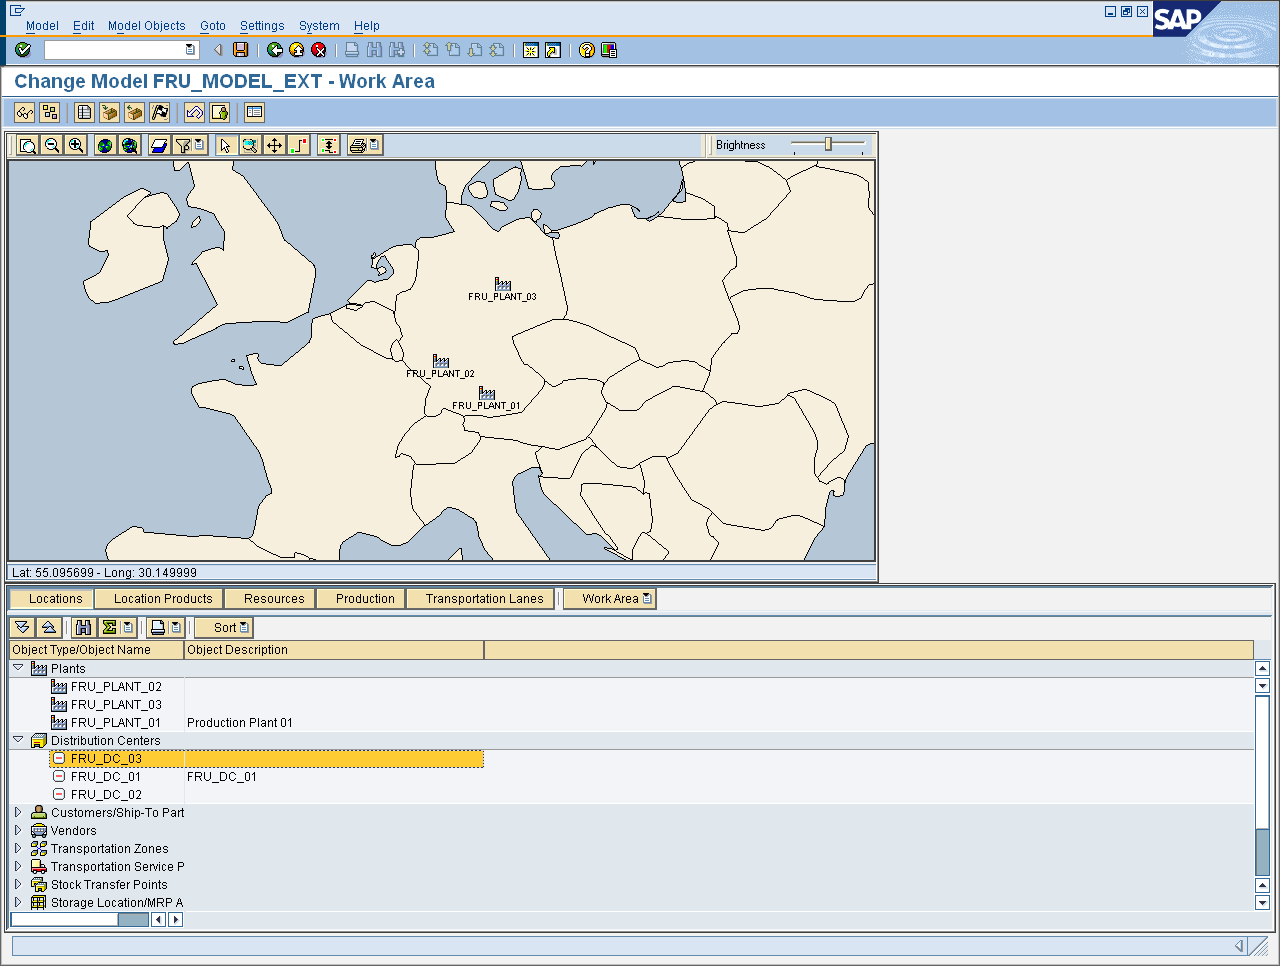 Model Edit Model Objects Goto Settings System Help
SAP
Change Model FRU_MODEL_EXT - Work Area
Brightness
FRU_PLANT_03
FRU_PLANT_02
FRU_PLANT_01
Lat: 55.095699 - Long: 30.149999
Locations Location Products Resources Production Transportation Lanes Work Area
Sort
Object Type/Object Name Object Description
Plants
FRU_PLANT_02
FRU_PLANT_03
FRU_PLANT_01 Production Plant 01
Distribution Centers
FRU_DC_03
FRU_DC_01 FRU_DC_01
FRU_DC_02
Customers/Ship-To Part
Vendors
Transportation Zones
Transportation Service P
Stock Transfer Points
Storage Location/MRP A